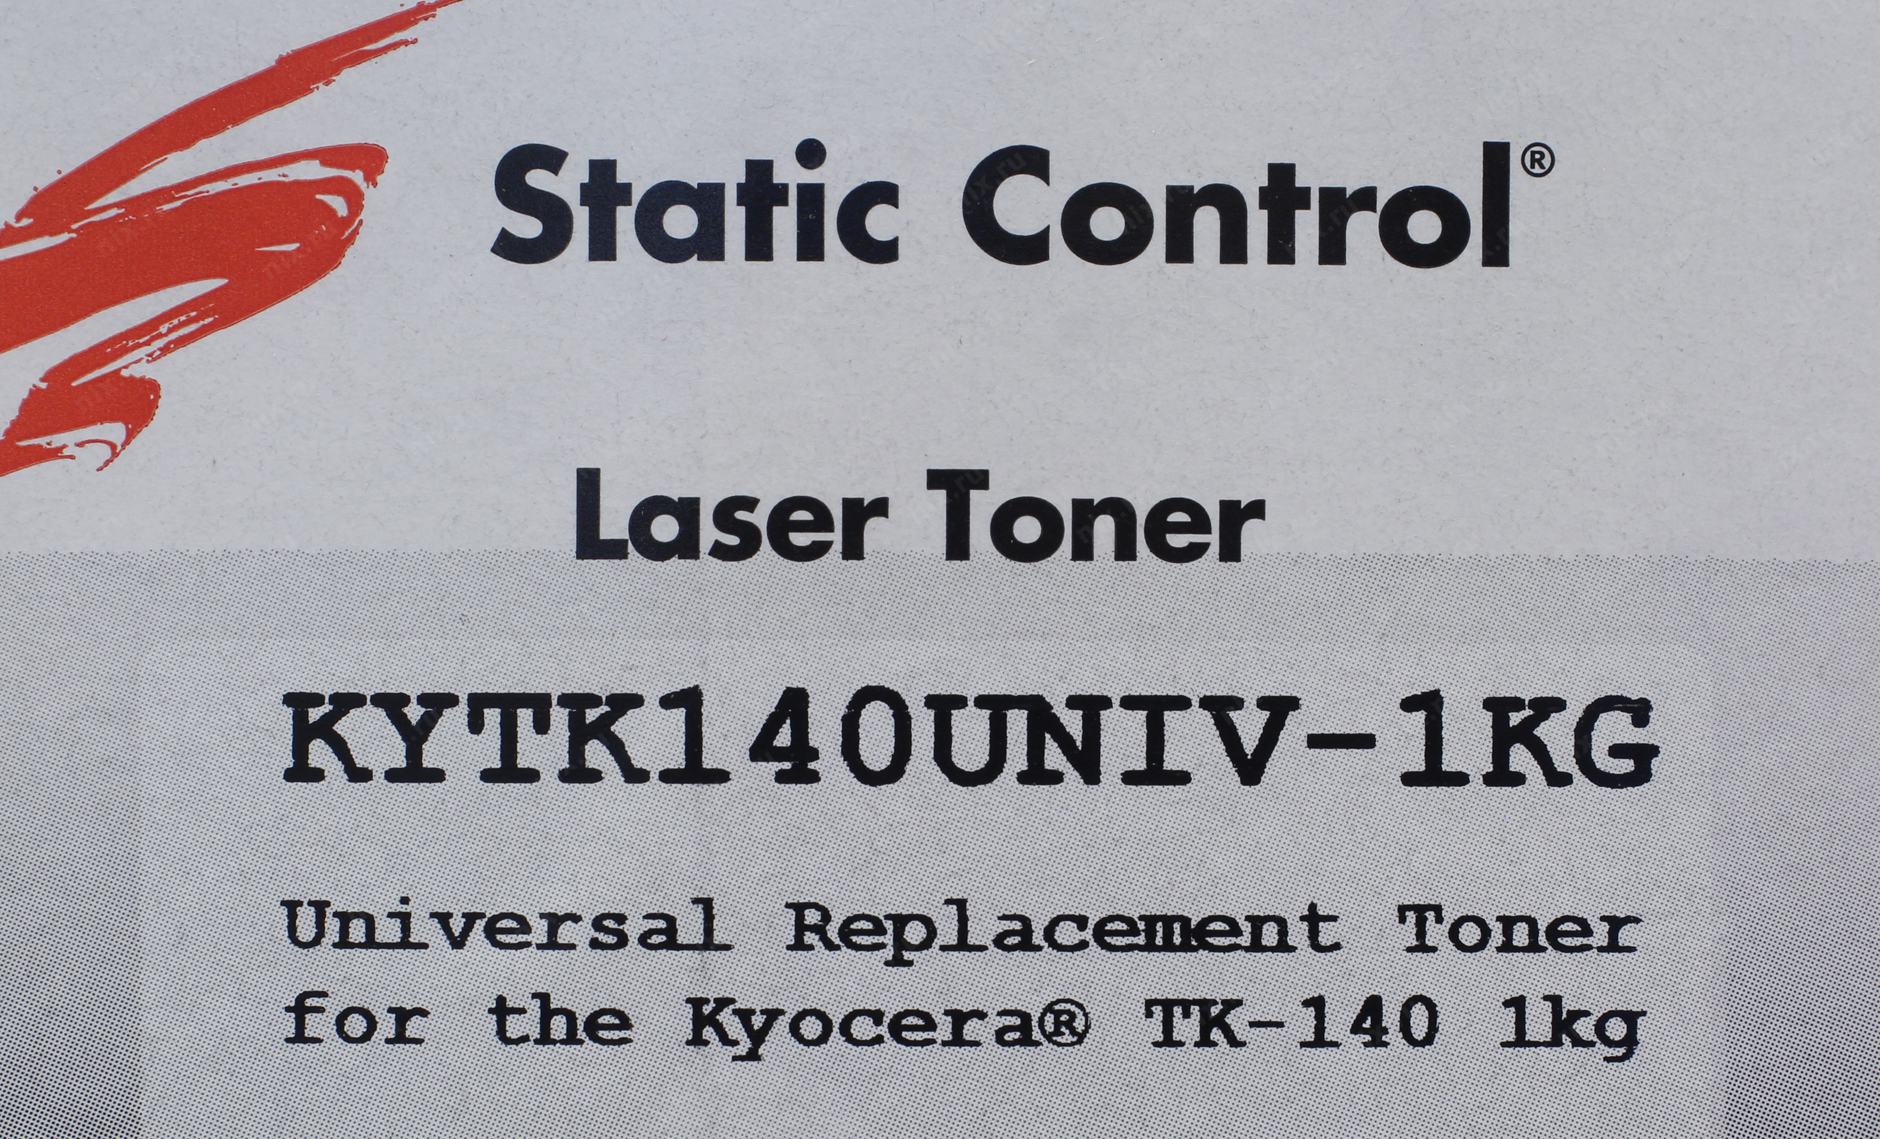 Static Control®
Laser Toner
KYTK140UNIV-1KG
Universal Replacement Toner
for the Kyocera® TK-140 1kg